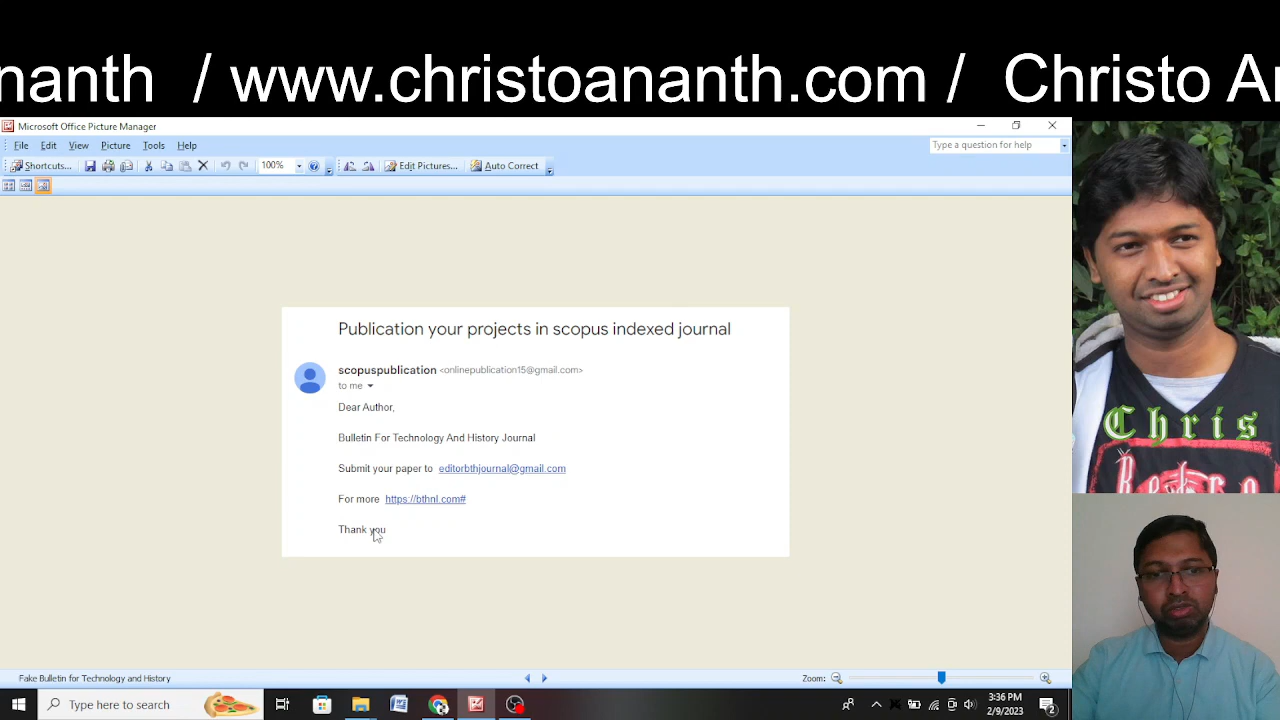 nanth / www.christoananth.com / Christo An
Microsoft Office Picture Manager
File Edit View Picture Tools Help
Type a question for help
Shortcuts... 100% Edit Pictures... Auto Correct
Publication your projects in scopus indexed journal
scopuspublication <onlinepublication15@gmail.com>
to me
Dear Author,
Bulletin For Technology And History Journal
Submit your paper to editorbthjournal@gmail.com
For more https://bthnl.com#
Thank you
Chris
Fake Bulletin for Technology and History
Zoom:
Type here to search
3:36 PM
2/9/2023
2